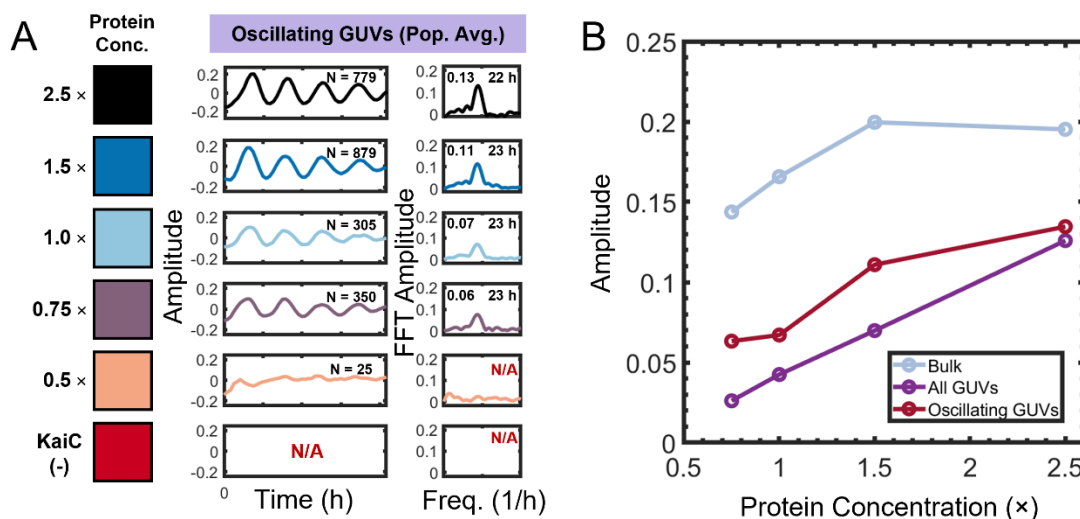 A
Protein
Conc.
Oscillating GUVs (Pop. Avg.)
2.5 ×
0.2
0
-0.2
N = 779
0.2
0.1
0
0.13
22 h
1.5 ×
0.2
0
-0.2
N = 879
0.2
0.1
0
0.11
23 h
1.0 ×
0.2
0
-0.2
N = 305
0.2
0.1
0
0.07
23 h
0.75 ×
0.2
0
-0.2
N = 350
0.2
0.1
0
0.06
23 h
0.5 ×
0.2
0
-0.2
N = 25
0.2
0.1
0
N/A
KaiC
(-)
0.2
0
-0.2
N/A
0.2
0.1
0
N/A
Amplitude
FFT Amplitude
0
Time (h)
Freq. (1/h)
B
Amplitude
0.25
0.2
0.15
0.1
0.05
0
0.5
1
1.5
2
2.5
Protein Concentration (×)
Bulk
All GUVs
Oscillating GUVs